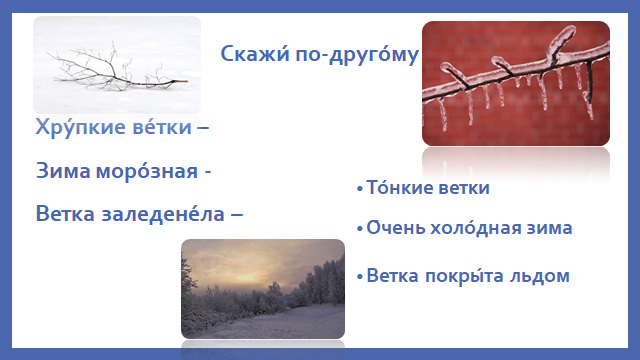 Скажи́ по-друго́му
Хру́пкие ве́тки –
Зима моро́зная -
Ветка заледене́ла –
• То́нкие ветки
• О́чень холо́дная зима
• Ветка покры́та льдом